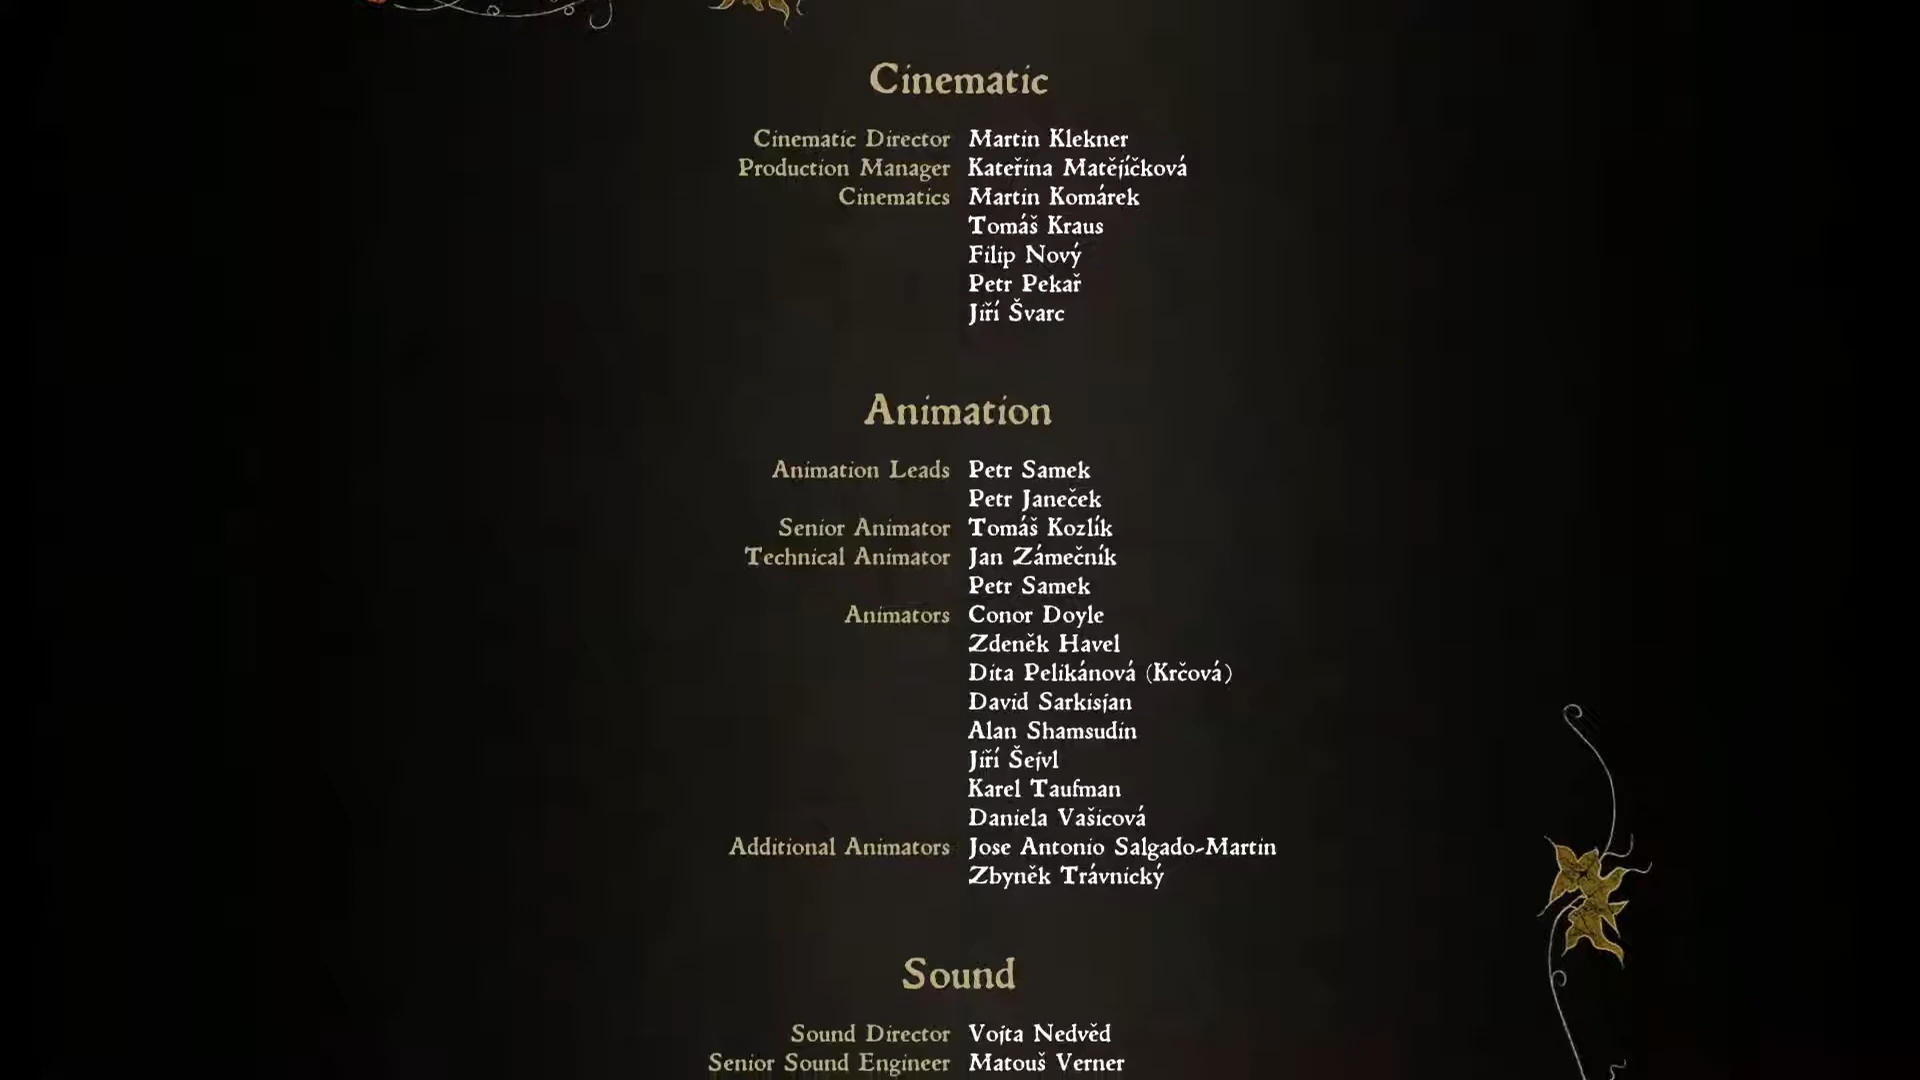 Cinematic
Cinematic Director Martin Klekner
Production Manager Kateřina Matějíčková
Cinematics Martin Komárek
Tomáš Kraus
Filip Nový
Petr Pekař
Jiří Švarc
Animation
Animation Leads Petr Samek
Petr Janeček
Senior Animator Tomáš Kozlík
Technical Animator Jan Zámečník
Petr Samek
Animators Conor Doyle
Zdeněk Havel
Dita Pelikánová (Krčová)
David Sarkisjan
Alan Shamsudin
Jiří Šejvl
Karel Taufman
Daniela Vašicová
Additional Animators Jose Antonio Salgado-Martin
Zbyněk Trávnický
Sound
Sound Director Vojta Nedvěd
Senior Sound Engineer Matouš Verner